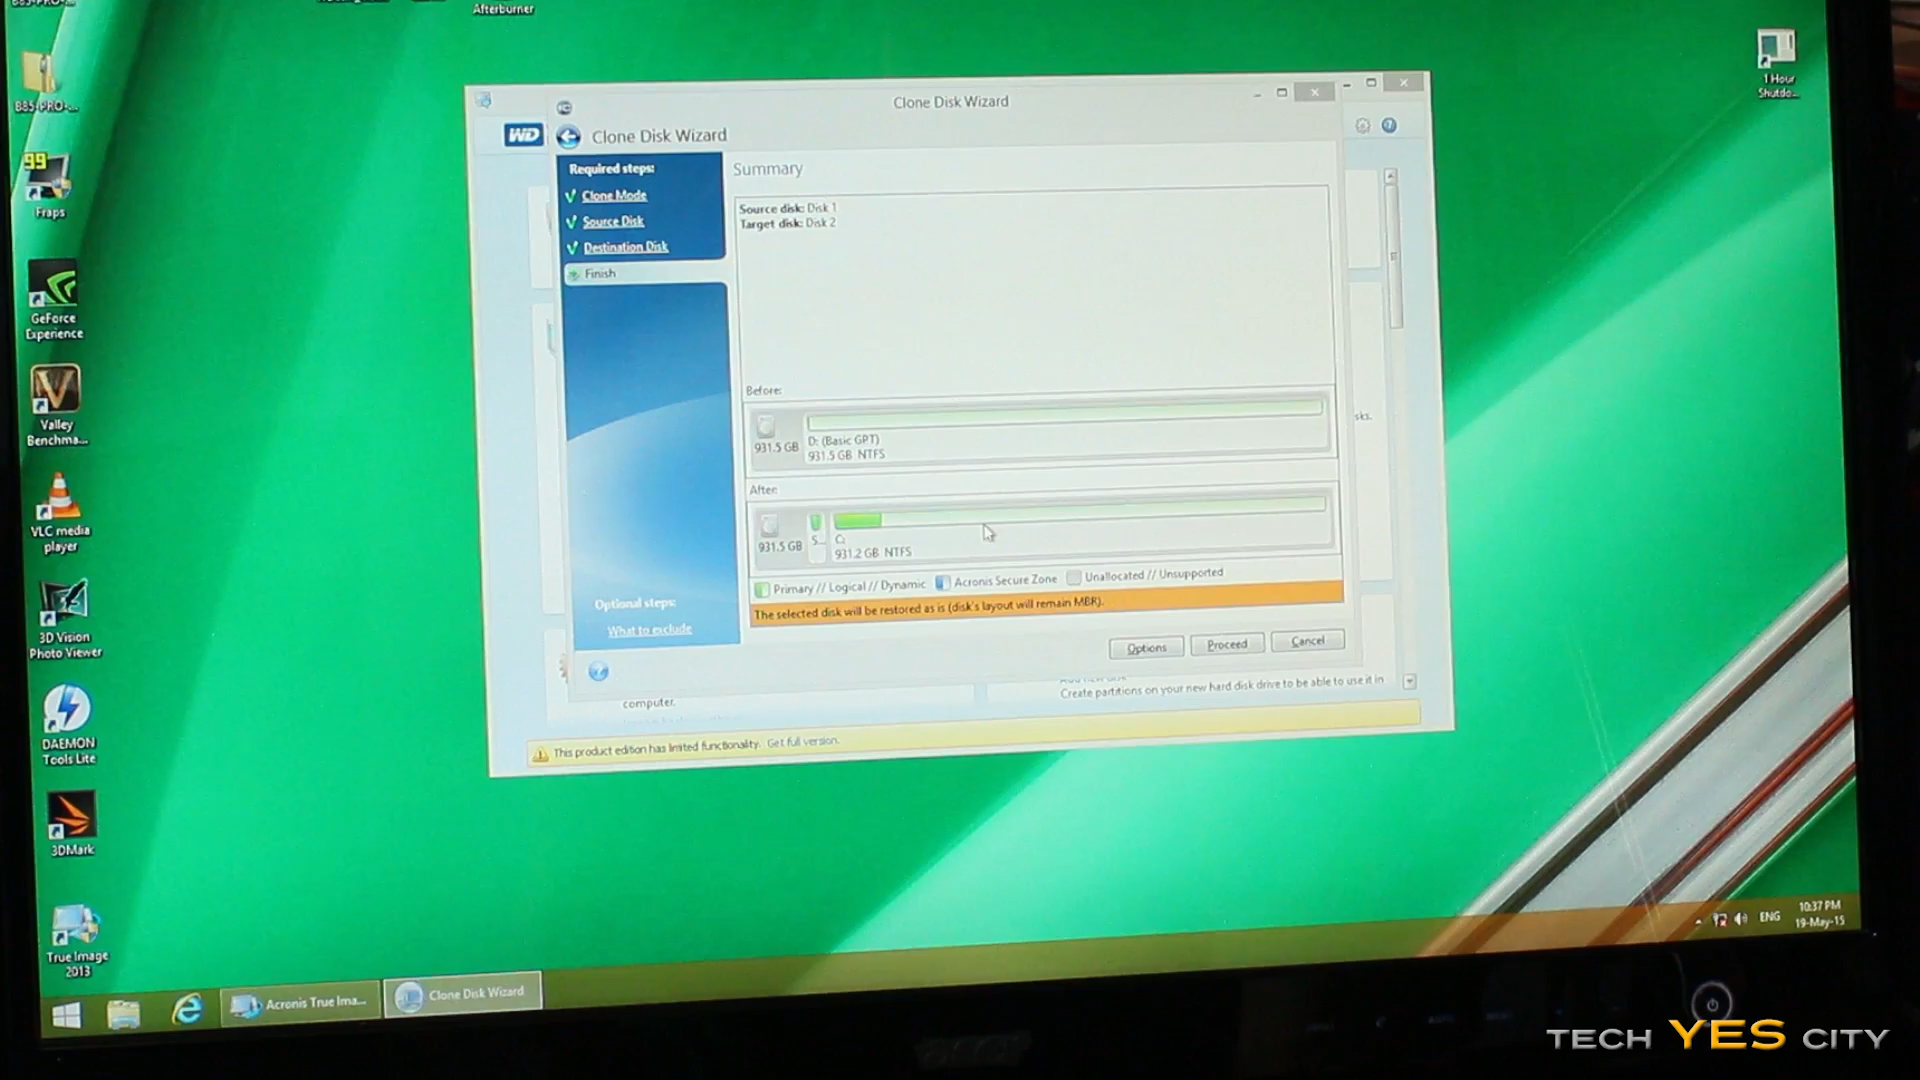 Afterburner
1 Hour
Shutdo...
B85-PRO-...
99
Fraps
GeForce
Experience
Valley
Benchma...
VLC media
player
3D Vision
Photo Viewer
DAEMON
Tools Lite
3DMark
True Image
2013
Clone Disk Wizard
WD
Clone Disk Wizard
Required steps:
Clone Mode
Source Disk
Destination Disk
Finish
Optional steps:
What to exclude
Summary
Source disk: Disk 1
Target disk: Disk 2
Before:
931.5 GB
D: (Basic GPT)
931.5 GB NTFS
After:
931.5 GB
S...
C:
931.2 GB NTFS
Primary // Logical // Dynamic
Acronis Secure Zone
Unallocated // Unsupported
The selected disk will be restored as is (disk's layout will remain MBR).
Options
Proceed
Cancel
sks.
computer.
Create partitions on your new hard disk drive to be able to use it in
This product edition has limited functionality. Get full version.
Acronis True Ima...
Clone Disk Wizard
ENG
10:37 PM
19-May-15
acer
TECH YES CITY